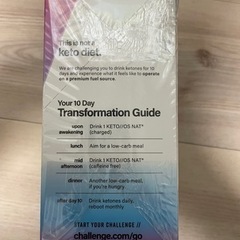 This is not a
keto diet.
We are challenging you to drink ketones for 10
days and experience what it feels like to operate
on a premium fuel source.
Your 10 Day
Transformation Guide
upon
awakening
Drink 1 KETO//OS NAT®
(charged)
lunch
Aim for a low-carb meal
mid
afternoon
Drink 1 KETO//OS NAT®
(caffeine free)
dinner
Another low-carb meal,
if you're hungry
after day 10
Drink ketones daily,
reboot monthly
START YOUR CHALLENGE //
challenge.com/go